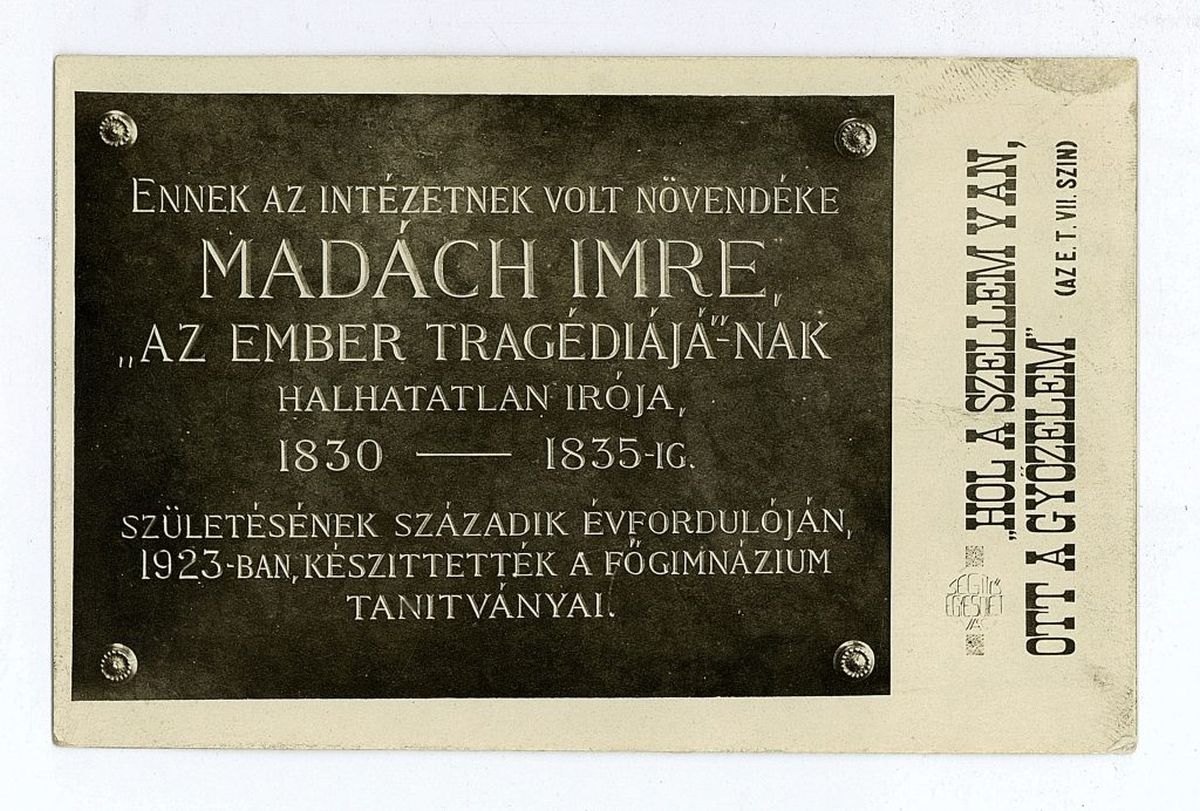 ENNEK AZ INTÉZETNEK VOLT NÖVENDÉKE
MADÁCH IMRE,
„AZ EMBER TRAGÉDIÁJÁ"-NAK
HALHATATLAN IRÓJA,
1830 — 1835-IG.
SZÜLETÉSÉNEK SZÁZADIK ÉVFORDULÓJÁN,
1923-BAN, KÉSZITTETTÉK A FŐGIMNÁZIUM
TANITVÁNYAI.
„HOL A SZELLEM VAN,
OTT A GYŐZELEM"
(AZ E. T. VII. SZIN)